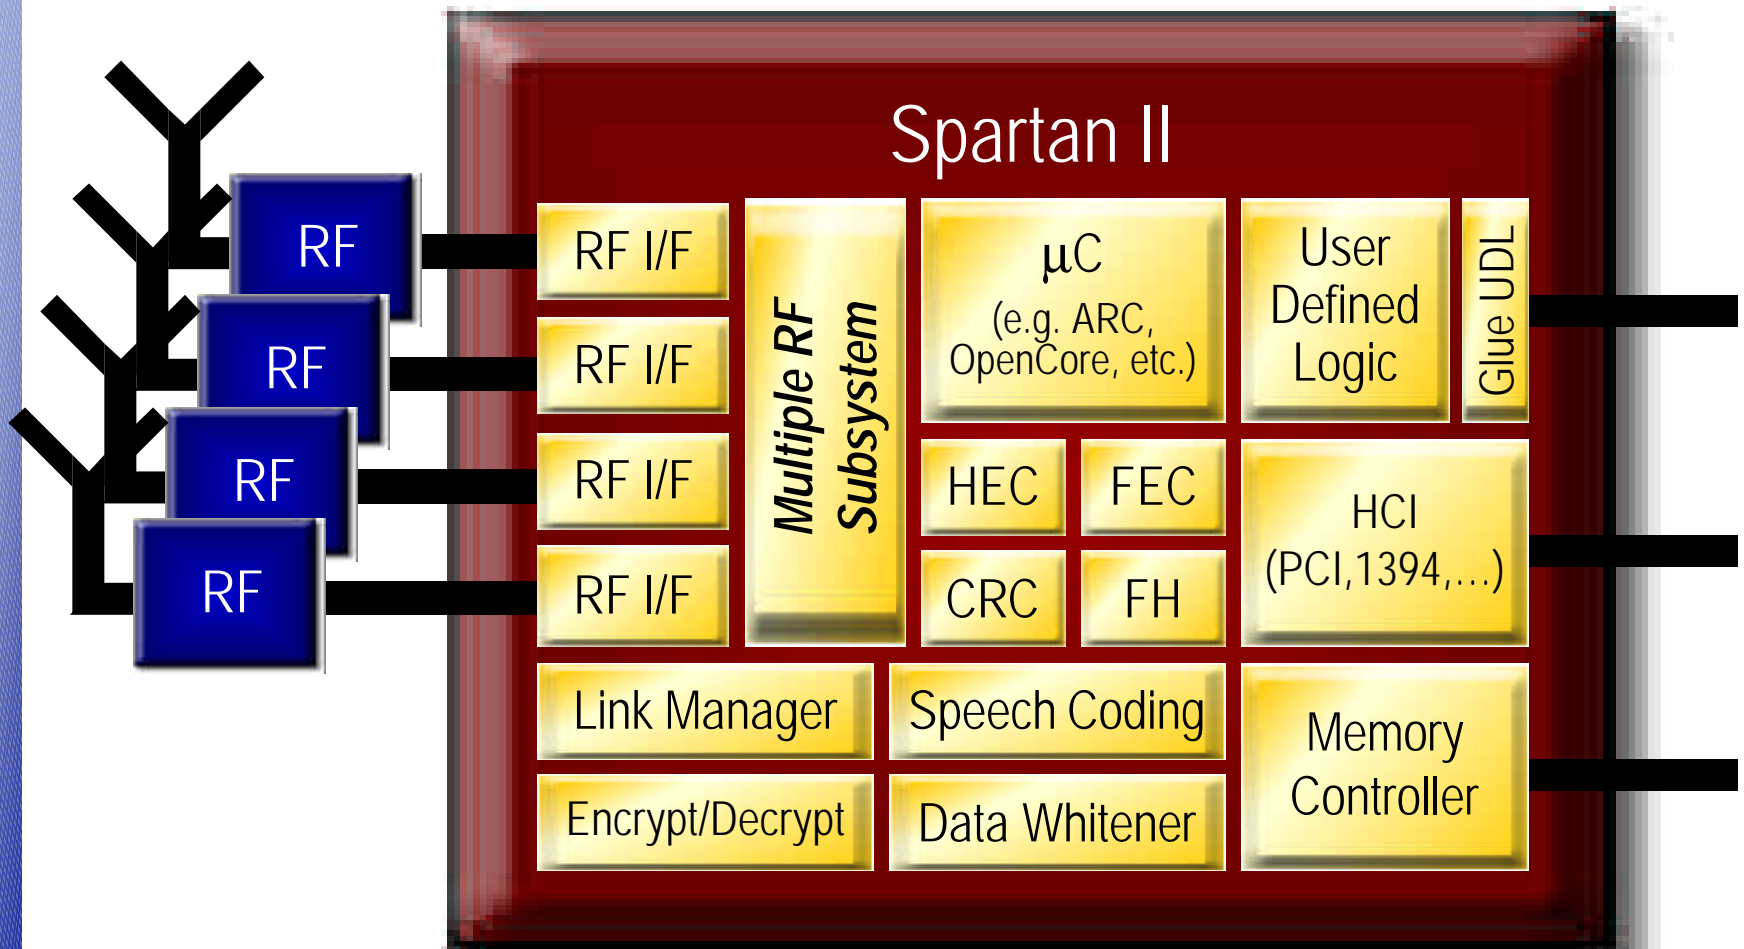 Spartan II
RF
RF
RF
RF
RF I/F
RF I/F
RF I/F
RF I/F
Multiple RF
Subsystem
μC
(e.g. ARC,
OpenCore, etc.)
User
Defined
Logic
Glue UDL
HEC
FEC
CRC
FH
HCI
(PCI,1394,...)
Link Manager
Speech Coding
Encrypt/Decrypt
Data Whitener
Memory
Controller